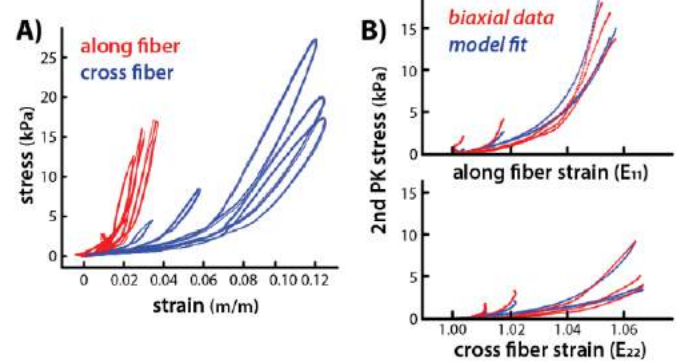 A)
along fiber
cross fiber
stress (kPa)
25
20
15
10
5
0
0 0.02 0.04 0.06 0.08 0.10 0.12
strain (m/m)
B)
biaxial data
model fit
2nd PK stress (kPa)
15
10
5
0
along fiber strain (E11)
15
10
5
0
1.00 1.02 1.04 1.06
cross fiber strain (E22)